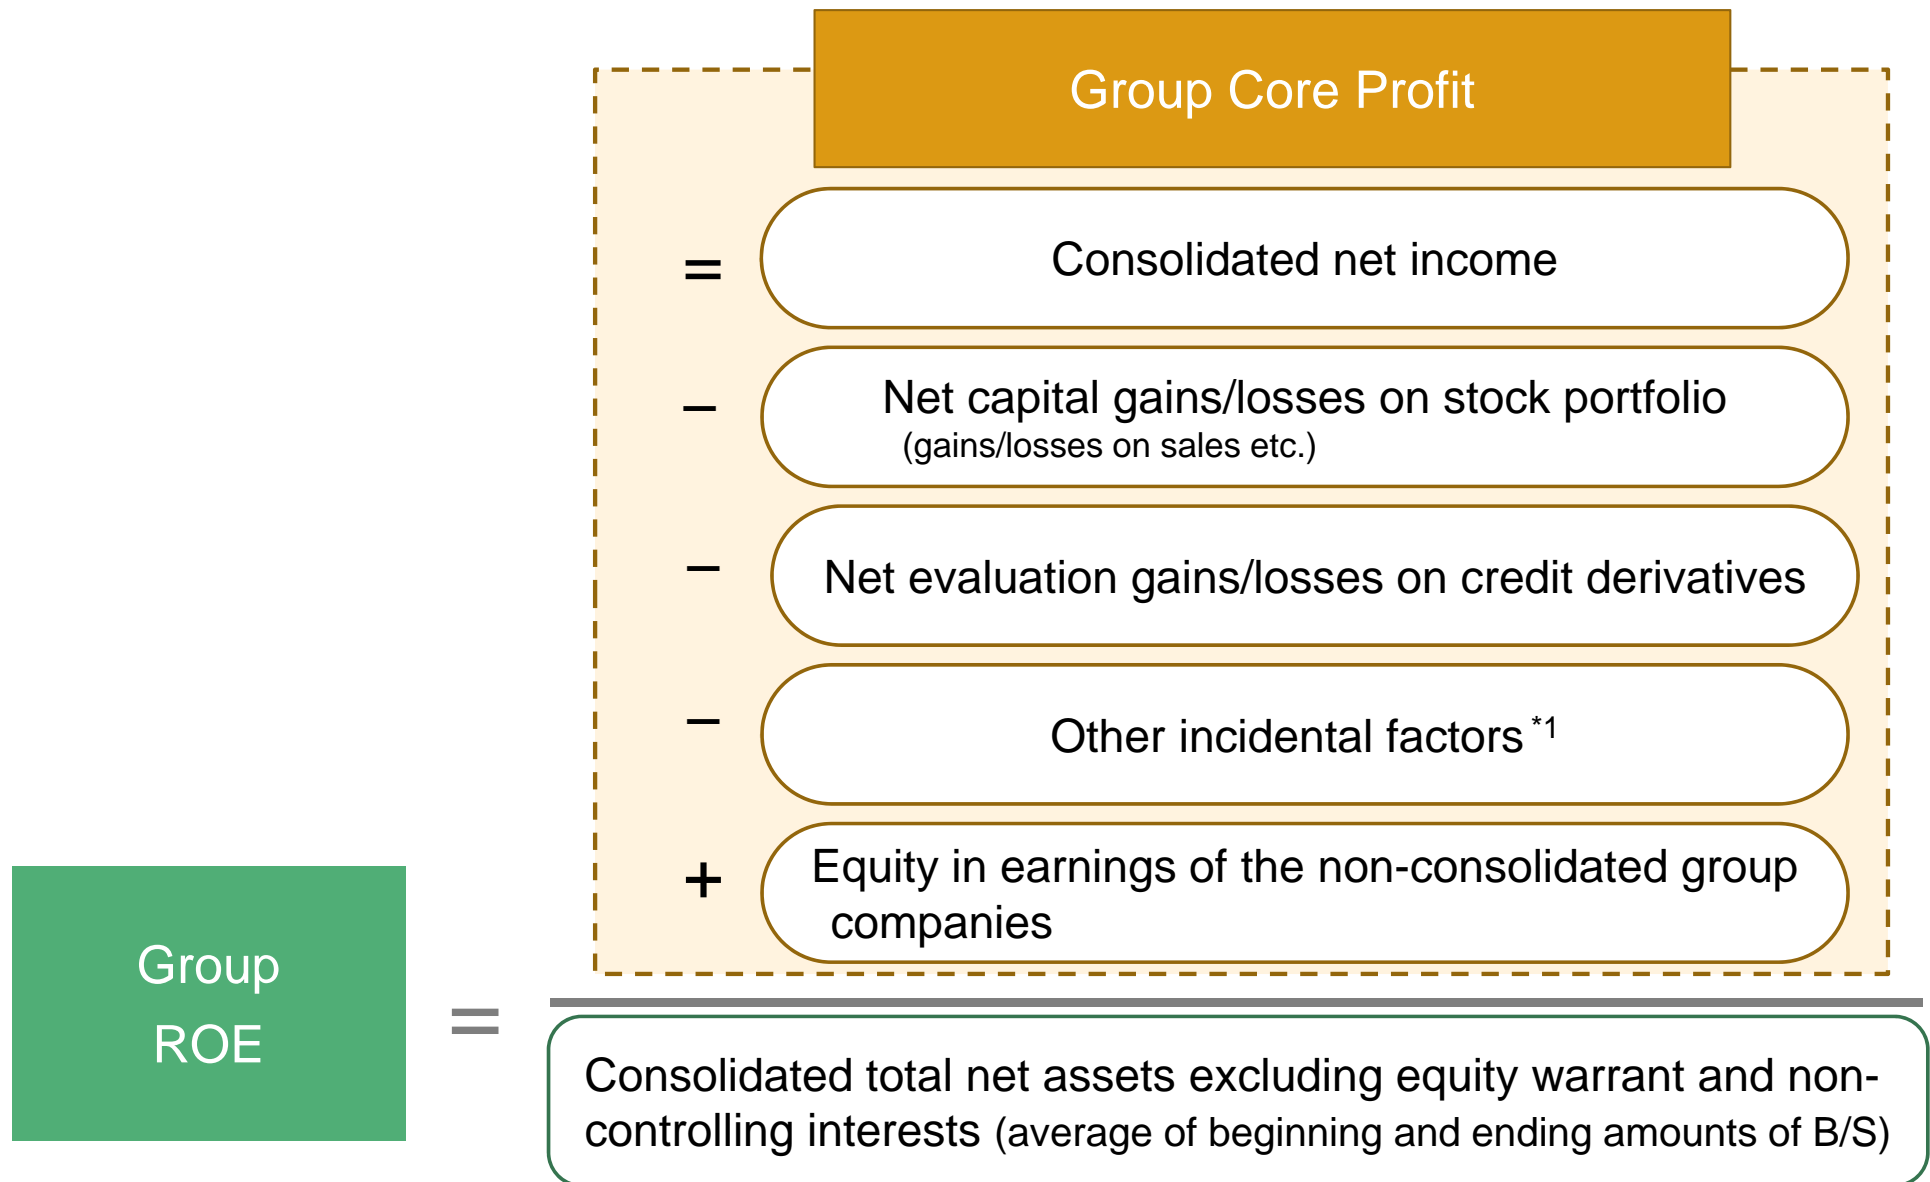 Group Core Profit
= Consolidated net income
− Net capital gains/losses on stock portfolio
(gains/losses on sales etc.)
− Net evaluation gains/losses on credit derivatives
− Other incidental factors *1
+ Equity in earnings of the non-consolidated group
companies
Group
ROE
=
Consolidated total net assets excluding equity warrant and non-
controlling interests (average of beginning and ending amounts of B/S)